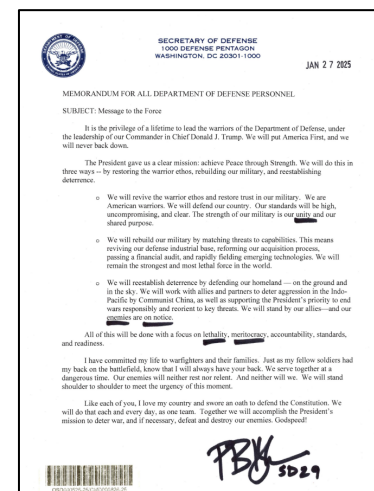 SECRETARY OF DEFENSE
1000 DEFENSE PENTAGON
WASHINGTON, DC 20301-1000
JAN 27 2025
MEMORANDUM FOR ALL DEPARTMENT OF DEFENSE PERSONNEL
SUBJECT: Message to the Force
It is the privilege of a lifetime to lead the warriors of the Department of Defense, under
the leadership of our Commander in Chief Donald J. Trump. We will put America First, and we
will never back down.
The President gave us a clear mission: achieve Peace through Strength. We will do this in
three ways -- by restoring the warrior ethos, rebuilding our military, and reestablishing
deterrence.
o We will revive the warrior ethos and restore trust in our military. We are
American warriors. We will defend our country. Our standards will be high,
uncompromising, and clear. The strength of our military is our unity and our
shared purpose.
o We will rebuild our military by matching threats to capabilities. This means
reviving our defense industrial base, reforming our acquisition process,
passing a financial audit, and rapidly fielding emerging technologies. We will
remain the strongest and most lethal force in the world.
o We will reestablish deterrence by defending our homeland — on the ground and
in the sky. We will work with allies and partners to deter aggression in the Indo-
Pacific by Communist China, as well as supporting the President's priority to end
wars responsibly and reorient to key threats. We will stand by our allies—and our
enemies are on notice.
All of this will be done with a focus on lethality, meritocracy, accountability, standards,
and readiness.
I have committed my life to warfighters and their families. Just as my fellow soldiers had
my back on the battlefield, know that I will always have your back. We serve together at a
dangerous time. Our enemies will neither rest nor relent. And neither will we. We will stand
shoulder to shoulder to meet the urgency of this moment.
Like each of you, I love my country and swore an oath to defend the Constitution. We
will do that each and every day, as one team. Together we will accomplish the President's
mission to deter war, and if necessary, defeat and destroy our enemies. Godspeed!
SD29